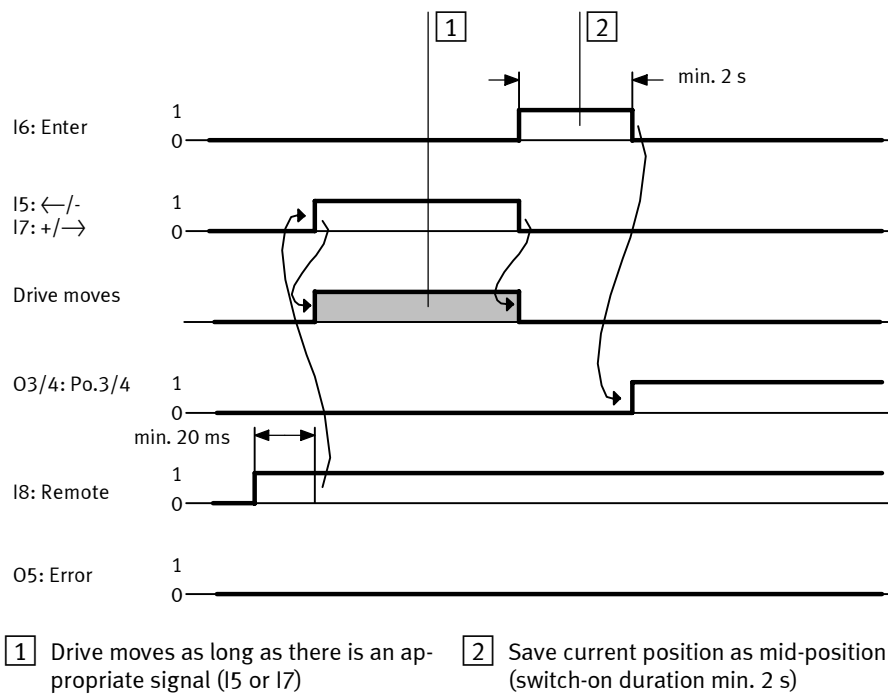 1
2
min. 2 s
I6: Enter
1
0
I5: ←/-
I7: +/→
1
0
Drive moves
O3/4: Po.3/4
1
0
min. 20 ms
I8: Remote
1
0
O5: Error
1
0
1 Drive moves as long as there is an ap-
propriate signal (I5 or I7)
2 Save current position as mid-position
(switch-on duration min. 2 s)